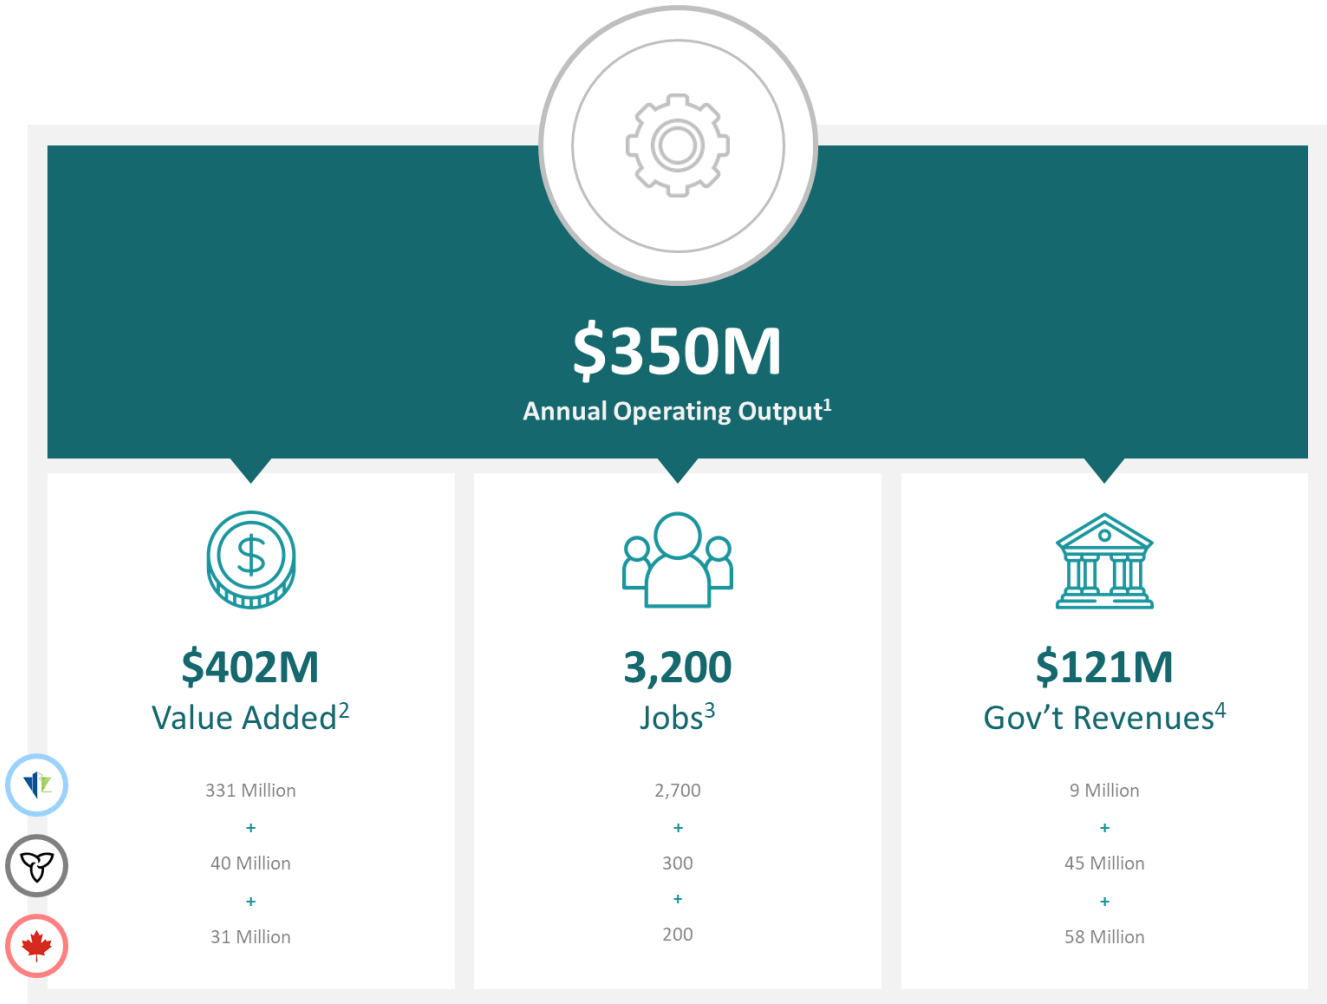 $350M
Annual Operating Output1
$402M
Value Added2
331 Million
+
40 Million
+
31 Million
3,200
Jobs3
2,700
+
300
+
200
$121M
Gov't Revenues4
9 Million
+
45 Million
+
58 Million